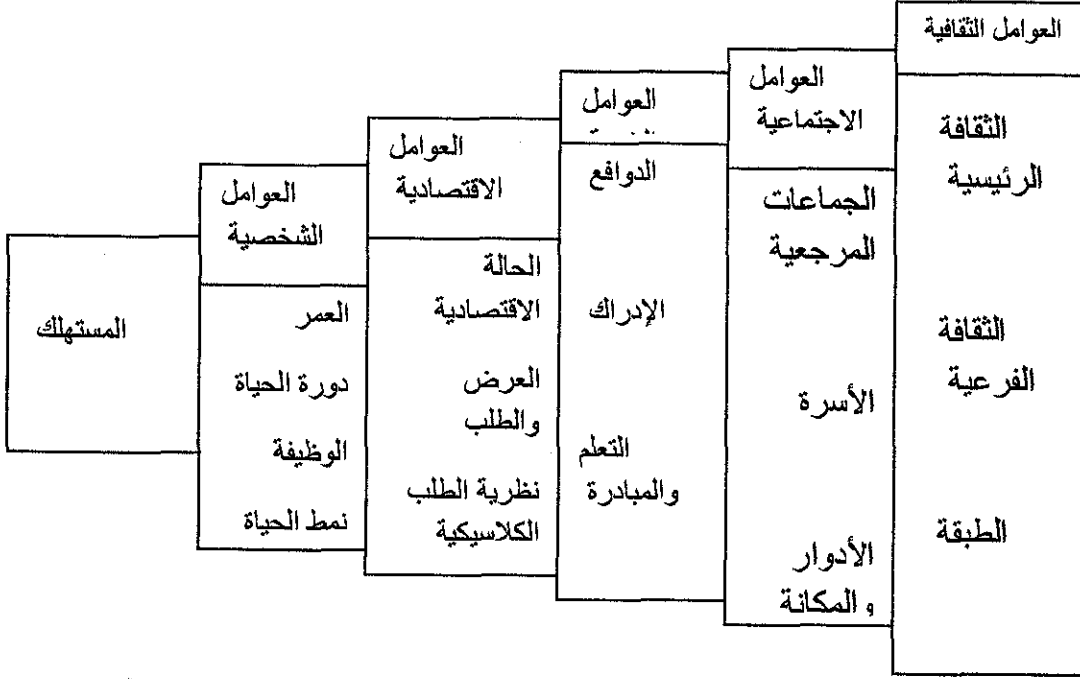 العوامل الثقافية
الثقافة
الرئيسية
الثقافة
الفرعية
الطبقة
العوامل
الاجتماعية
الجماعات
المرجعية
الأسرة
الأدوار
والمكانة
العوامل
الدوافع
الإدراك
التعلم
والمبادرة
العوامل
الاقتصادية
الحالة
الاقتصادية
العرض
والطلب
نظرية الطلب
الكلاسيكية
العوامل
الشخصية
العمر
دورة الحياة
الوظيفة
نمط الحياة
المستهلك